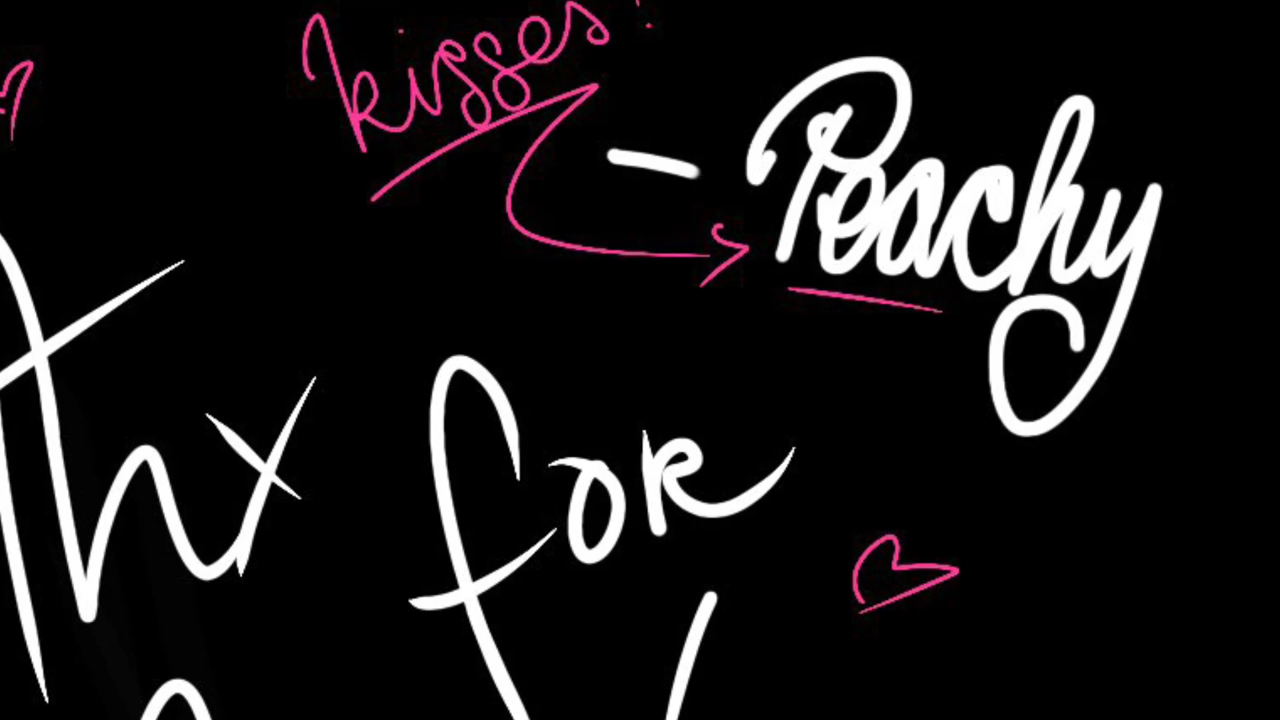 kisses!
- Peachy
Thx for